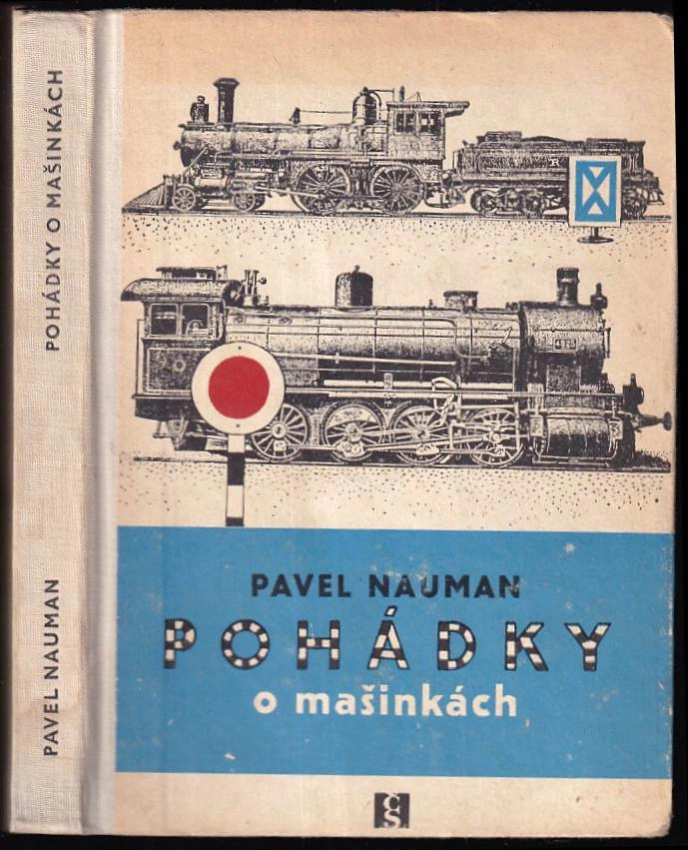 POHÁDKY O MAŠINKÁCH
PAVEL NAUMAN
PAVEL NAUMAN
POHÁDKY
o mašinkách
ČS